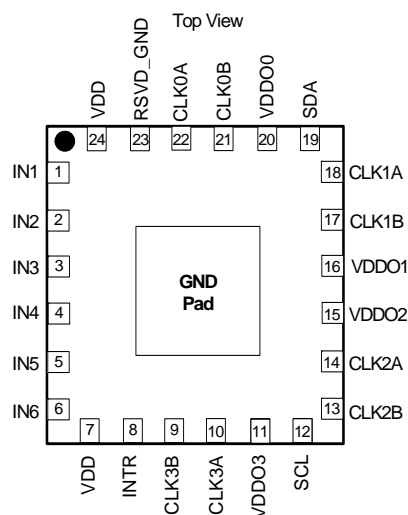 Top View
VDD
RSVD_GND
CLK0A
CLK0B
VDDO0
SDA
24
23
22
21
20
19
IN1
1
18
CLK1A
IN2
2
17
CLK1B
IN3
3
16
VDDO1
GND
Pad
IN4
4
15
VDDO2
IN5
5
14
CLK2A
IN6
6
13
CLK2B
7
8
9
10
11
12
VDD
INTR
CLK3B
CLK3A
VDDO3
SCL